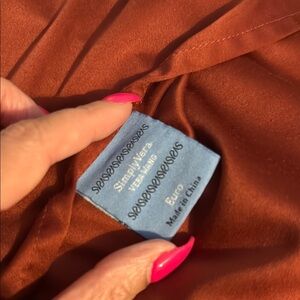 Simply Vera
VERA WANG
Euro
Made in China